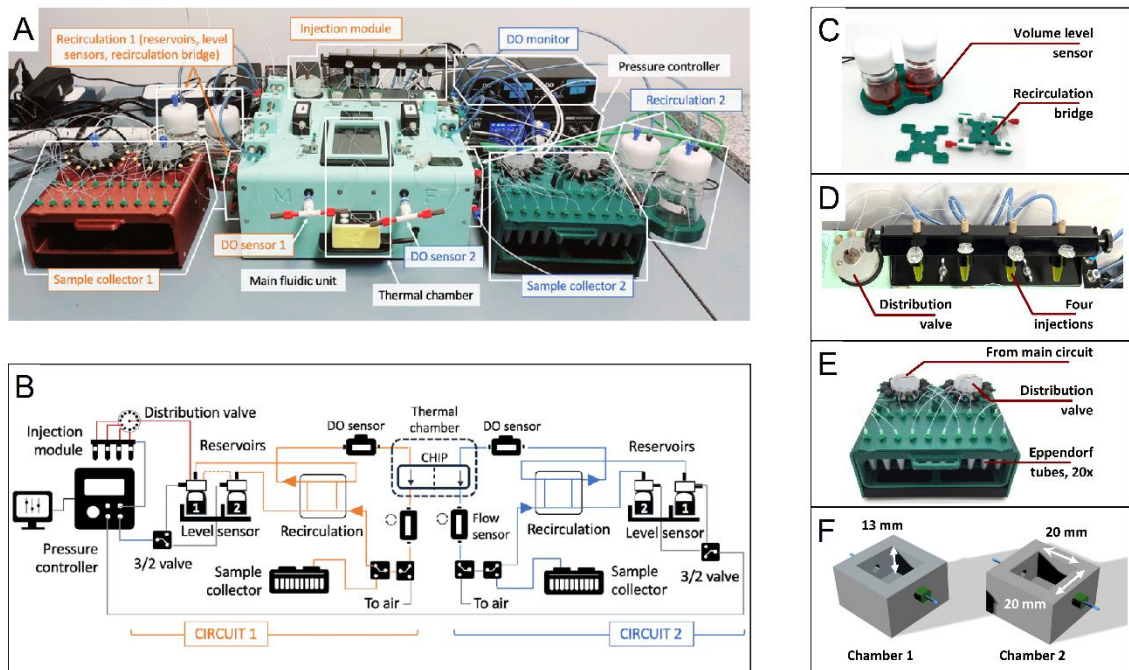 A
Recirculation 1 (reservoirs, level
sensors, recirculation bridge)
Injection module
DO monitor
Pressure controller
Recirculation 2
M
F
DO sensor 1
DO sensor 2
Sample collector 1
Main fluidic unit
Thermal chamber
Sample collector 2
B
Distribution valve
Injection
module
Reservoirs
DO sensor
Thermal
chamber
DO sensor
CHIP
Reservoirs
1
2
2
1
Level sensor
Recirculation
Flow
sensor
Recirculation
Level sensor
Pressure
controller
3/2 valve
Sample
collector
To air
To air
Sample
collector
3/2 valve
CIRCUIT 1
CIRCUIT 2
C
Volume level
sensor
Recirculation
bridge
D
Distribution
valve
Four
injections
E
From main circuit
Distribution
valve
Eppendorf
tubes, 20x
F
13 mm
20 mm
20 mm
Chamber 1
Chamber 2